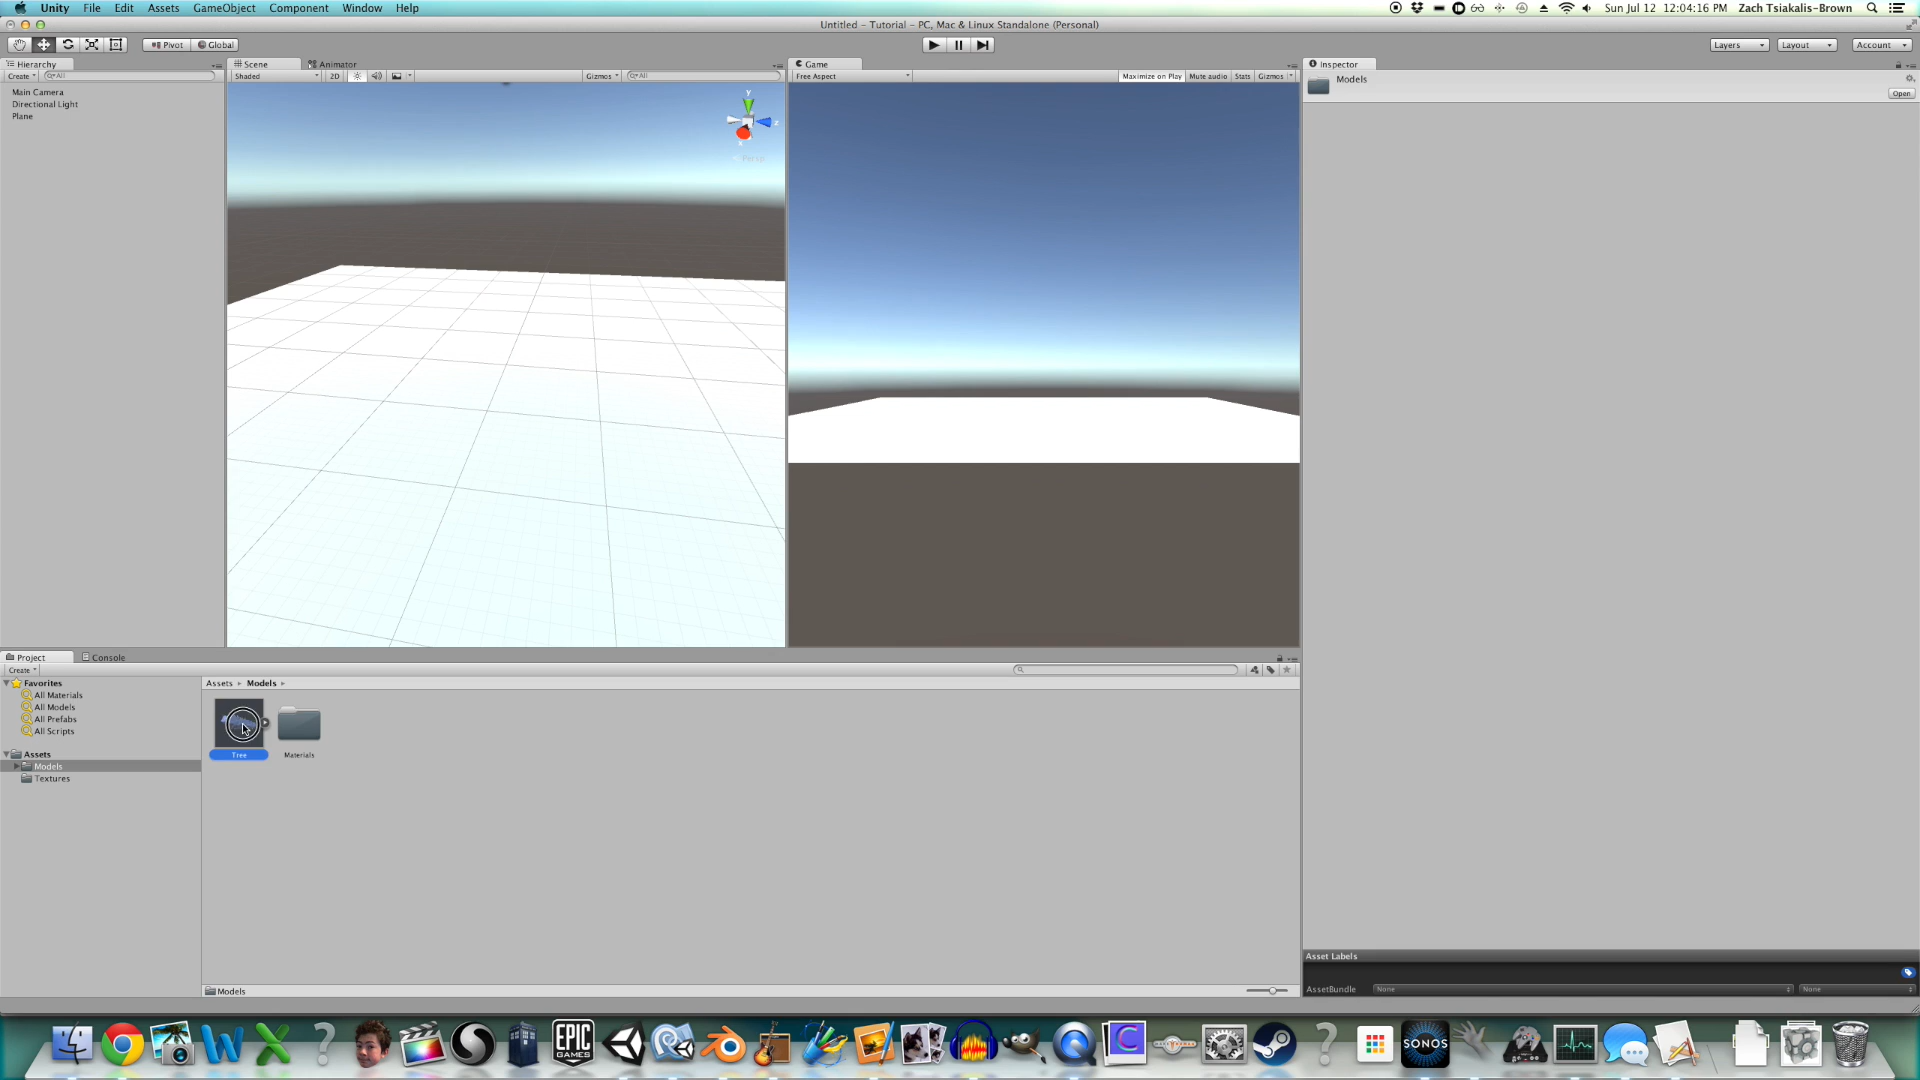 Unity File Edit Assets GameObject Component Window Help
Sun Jul 12 12:04:16 PM Zach Tsiakalis-Brown
Untitled - Tutorial - PC, Mac & Linux Standalone (Personal)
Pivot Global
Layers Layout Account
Hierarchy
Create All
Main Camera
Directional Light
Plane
Scene Animator
Shaded 2D Gizmos All
y
z
x
Persp
Game
Free Aspect Maximize on Play Mute audio Stats Gizmos
Inspector
Models
Open
Project Console
Create
Favorites
All Materials
All Models
All Prefabs
All Scripts
Assets
Models
Textures
Assets Models
Tree Materials
Models
Asset Labels
AssetBundle None None
EPIC
GAMES
SONOS